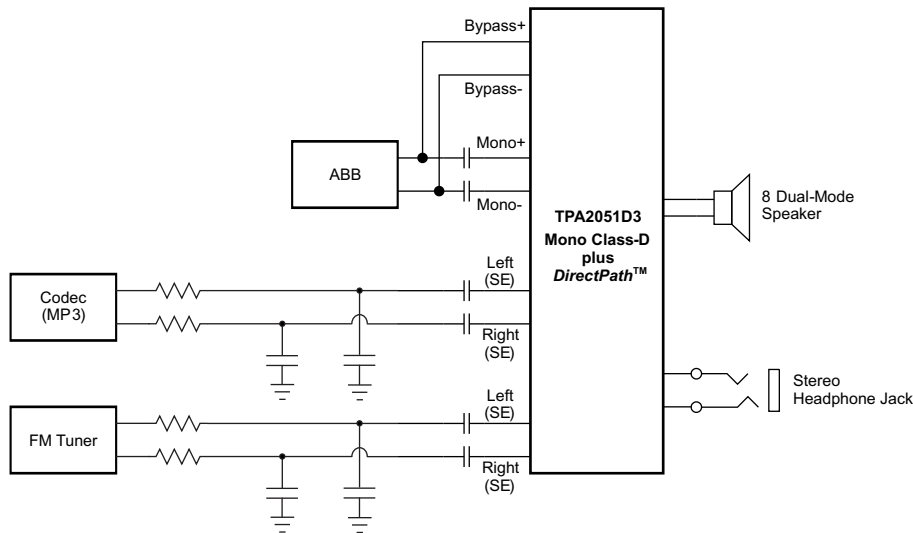 Bypass+
Bypass-
Mono+
ABB
Mono-
TPA2051D3
Mono Class-D
plus
DirectPath™
8 Dual-Mode
Speaker
Left
(SE)
Codec
(MP3)
Right
(SE)
Stereo
Headphone Jack
Left
(SE)
FM Tuner
Right
(SE)